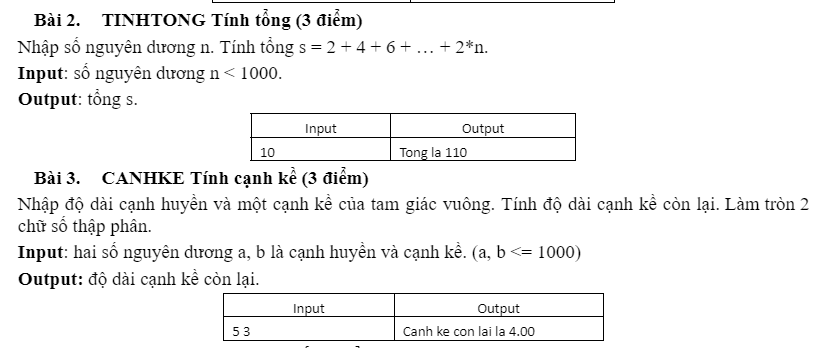 Bài 2. TINHTONG Tính tổng (3 điểm)
Nhập số nguyên dương n. Tính tổng s = 2 + 4 + 6 + … + 2*n.
Input: số nguyên dương n < 1000.
Output: tổng s.
Input Output
10 Tong la 110
Bài 3. CANHKE Tính cạnh kề (3 điểm)
Nhập độ dài cạnh huyền và một cạnh kề của tam giác vuông. Tính độ dài cạnh kề còn lại. Làm tròn 2
chữ số thập phân.
Input: hai số nguyên dương a, b là cạnh huyền và cạnh kề. (a, b <= 1000)
Output: độ dài cạnh kề còn lại.
Input Output
5 3 Canh ke con lai la 4.00